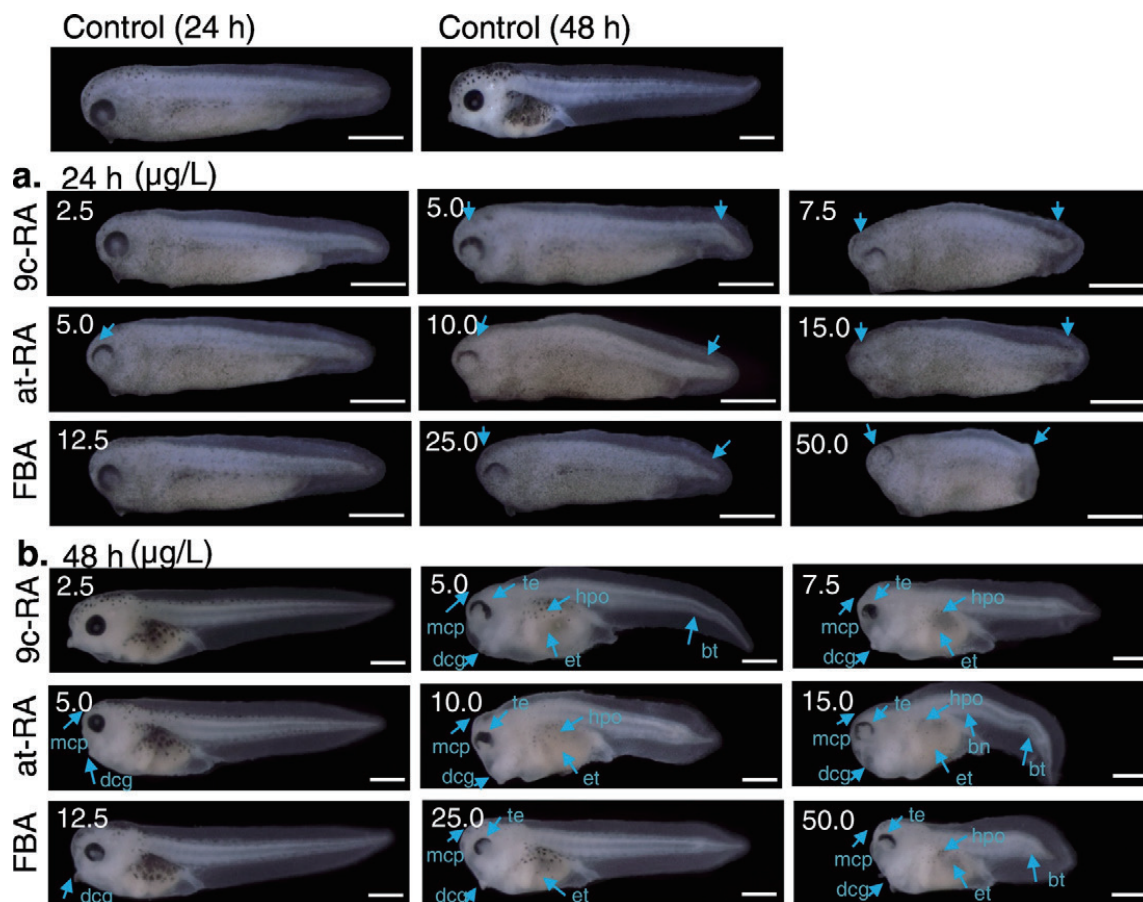 Control (24 h)
Control (48 h)
a. 24 h (µg/L)
9c-RA
2.5
5.0
7.5
at-RA
5.0
10.0
15.0
FBA
12.5
25.0
50.0
b. 48 h (µg/L)
9c-RA
2.5
5.0
te
hpo
mcp
dcg
et
bt
7.5
te
hpo
mcp
dcg
et
at-RA
5.0
mcp
dcg
10.0
te
hpo
mcp
dcg
et
15.0
te
hpo
mcp
bn
dcg
et
bt
FBA
12.5
dcg
25.0
te
mcp
dcg
et
50.0
te
hpo
mcp
dcg
et
bt